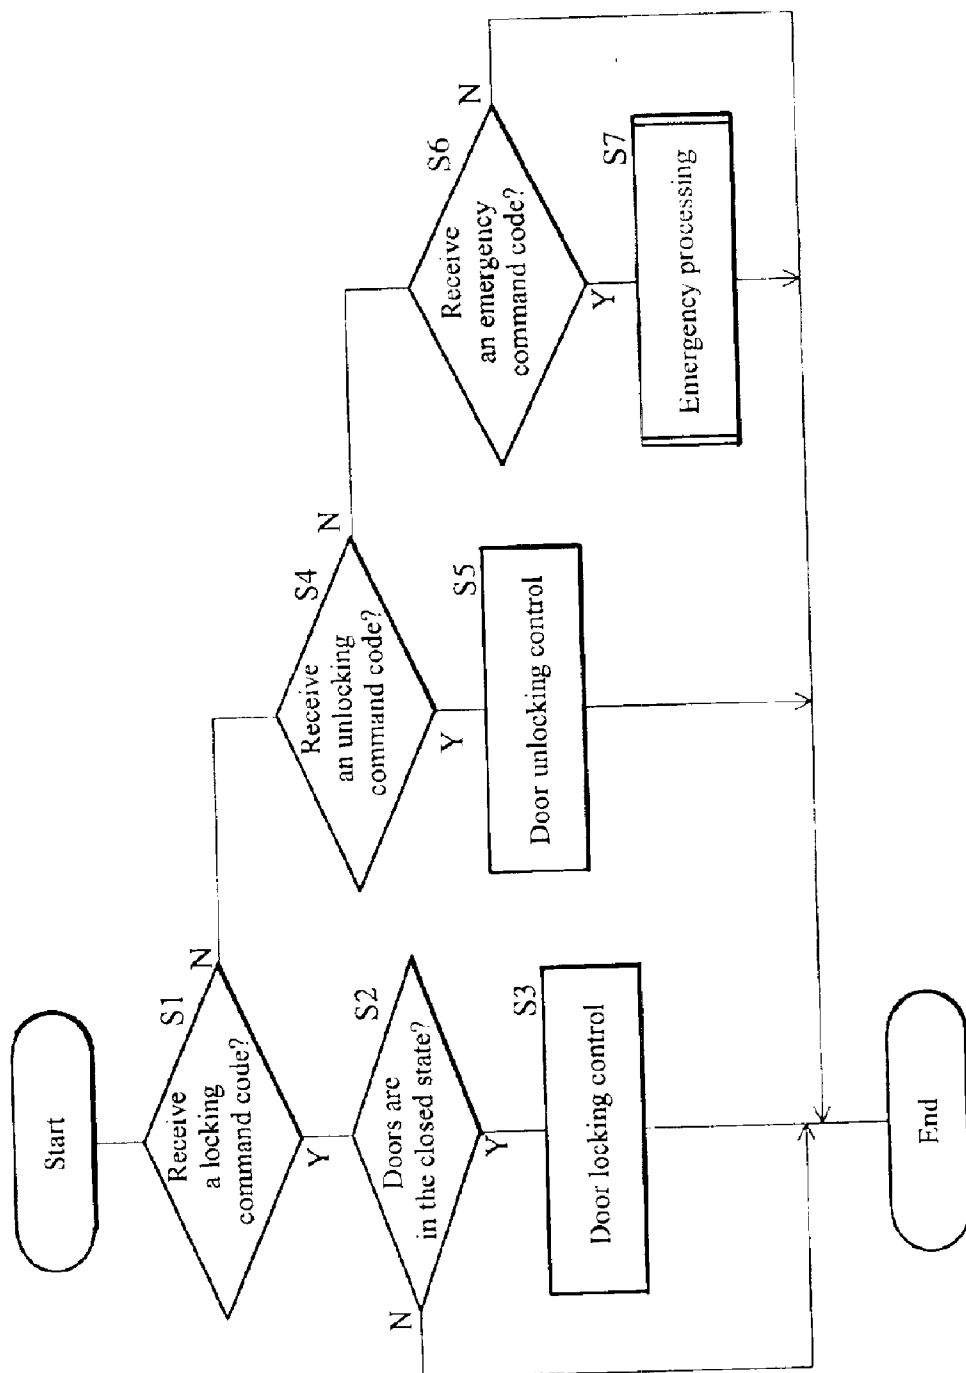 Start
S1
Receive
a locking
command code?
N
Y
S2
Doors are
in the closed state?
N
Y
S3
Door locking control
End
S4
Receive
an unlocking
command code?
N
Y
S5
Door unlocking control
S6
Receive
an emergency
command code?
N
Y
S7
Emergency processing